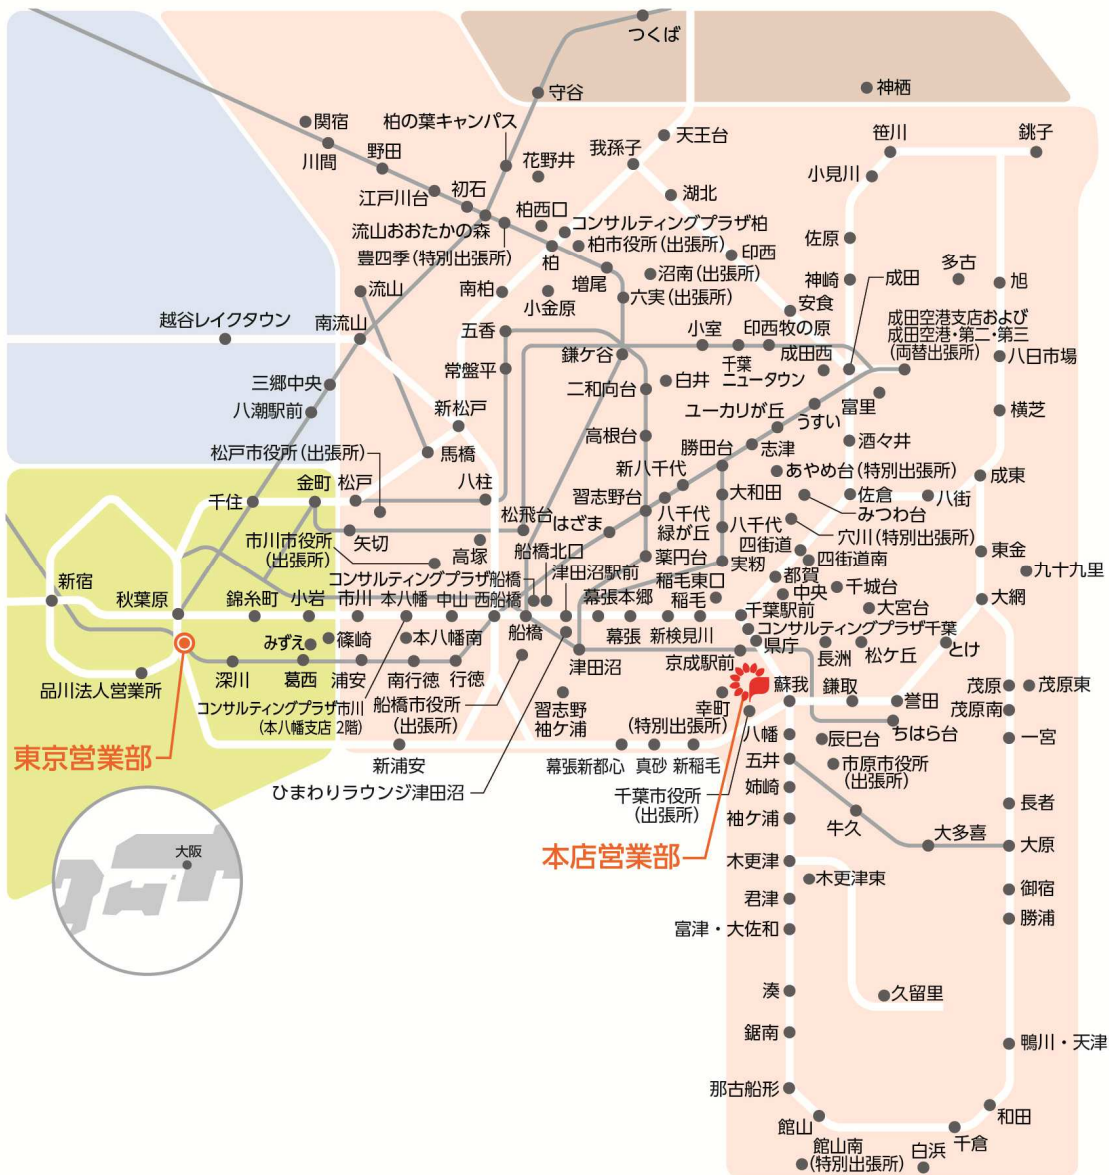 つくば
守谷
神栖
関宿
柏の葉キャンパス
天王台
笹川
銚子
川間
野田
花野井
我孫子
小見川
江戸川台
初石
湖北
柏西口
コンサルティングプラザ柏
流山おおたかの森
柏市役所(出張所)
佐原
豊四季(特別出張所)
柏
印西
沼南(出張所)
増尾
神崎
成田
多古
旭
流山
南柏
小金原
六実(出張所)
安食
越谷レイクタウン
南流山
五香
小室
印西牧の原
成田空港支店および
成田空港・第二・第三
(両替出張所)
鎌ケ谷
千葉
ニュータウン
成田西
八日市場
常盤平
三郷中央
二和向台
白井
富里
八潮駅前
新松戸
ユーカリが丘
うすい
横芝
高根台
勝田台
志津
酒々井
松戸市役所(出張所)
馬橋
新八千代
あやめ台(特別出張所)
成東
金町
松戸
八柱
習志野台
大和田
佐倉
八街
千住
松飛台
はざま
八千代
緑が丘
八千代
みつわ台
穴川(特別出張所)
市川市役所
(出張所)
矢切
高塚
船橋北口
薬円台
実籾
四街道
四街道南
東金
九十九里
新宿
秋葉原
コンサルティングプラザ船橋
津田沼駅前
稲毛東口
都賀
中央
千城台
錦糸町
小岩
市川
本八幡
中山
西船橋
幕張本郷
稲毛
千葉駅前
大宮台
大網
みずえ
篠崎
本八幡南
船橋
幕張
新検見川
コンサルティングプラザ千葉
県庁
長洲
松ケ丘
とけ
品川法人営業所
深川
葛西
浦安
南行徳
行徳
津田沼
京成駅前
蘇我
鎌取
誉田
茂原
茂原東
コンサルティングプラザ市川
(本八幡支店 2階)
船橋市役所
(出張所)
習志野
袖ケ浦
幸町
(特別出張所)
茂原南
ちはら台
八幡
辰巳台
一宮
東京営業部
新浦安
幕張新都心
真砂
新稲毛
五井
市原市役所
(出張所)
ひまわりラウンジ津田沼
千葉市役所
(出張所)
姉崎
長者
袖ケ浦
牛久
大多喜
大原
大阪
本店営業部
木更津
木更津東
御宿
君津
勝浦
富津・大佐和
湊
久留里
鋸南
鴨川・天津
那古船形
館山
和田
千倉
館山南
(特別出張所)
白浜